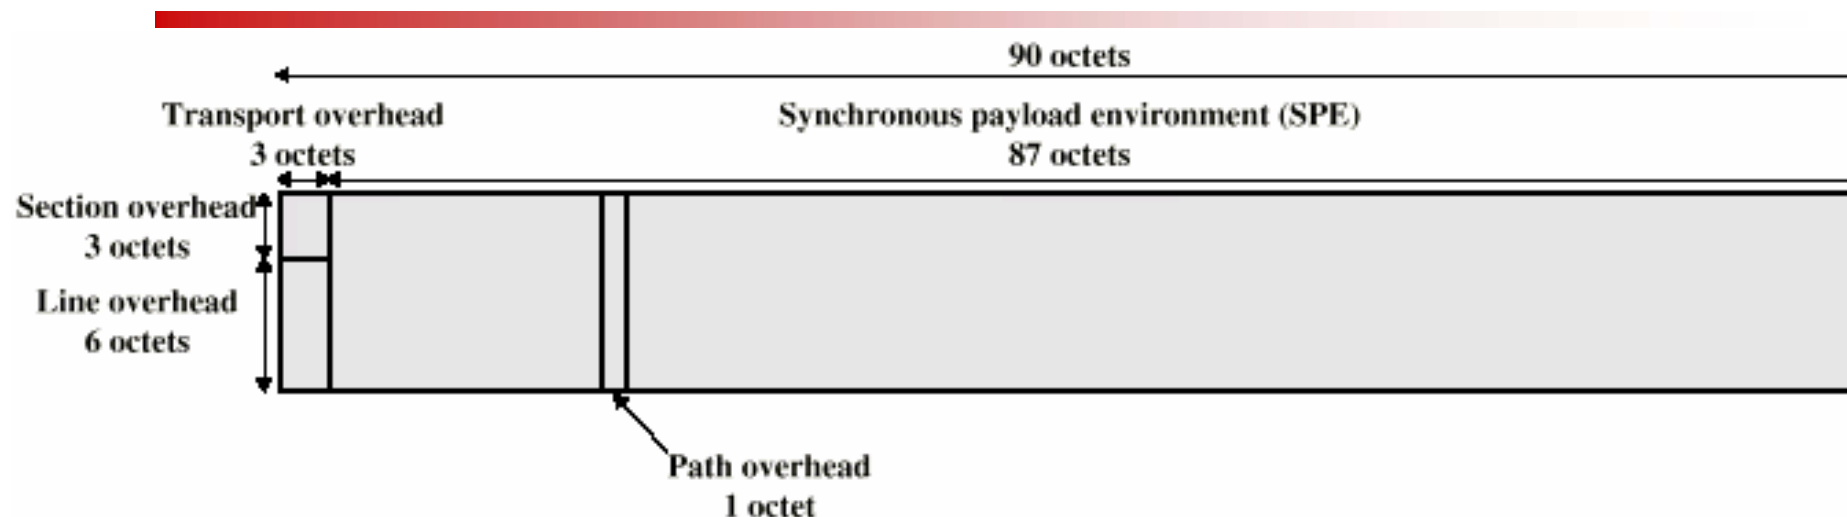 90 octets
Transport overhead
3 octets
Synchronous payload environment (SPE)
87 octets
Section overhead
3 octets
Line overhead
6 octets
Path overhead
1 octet